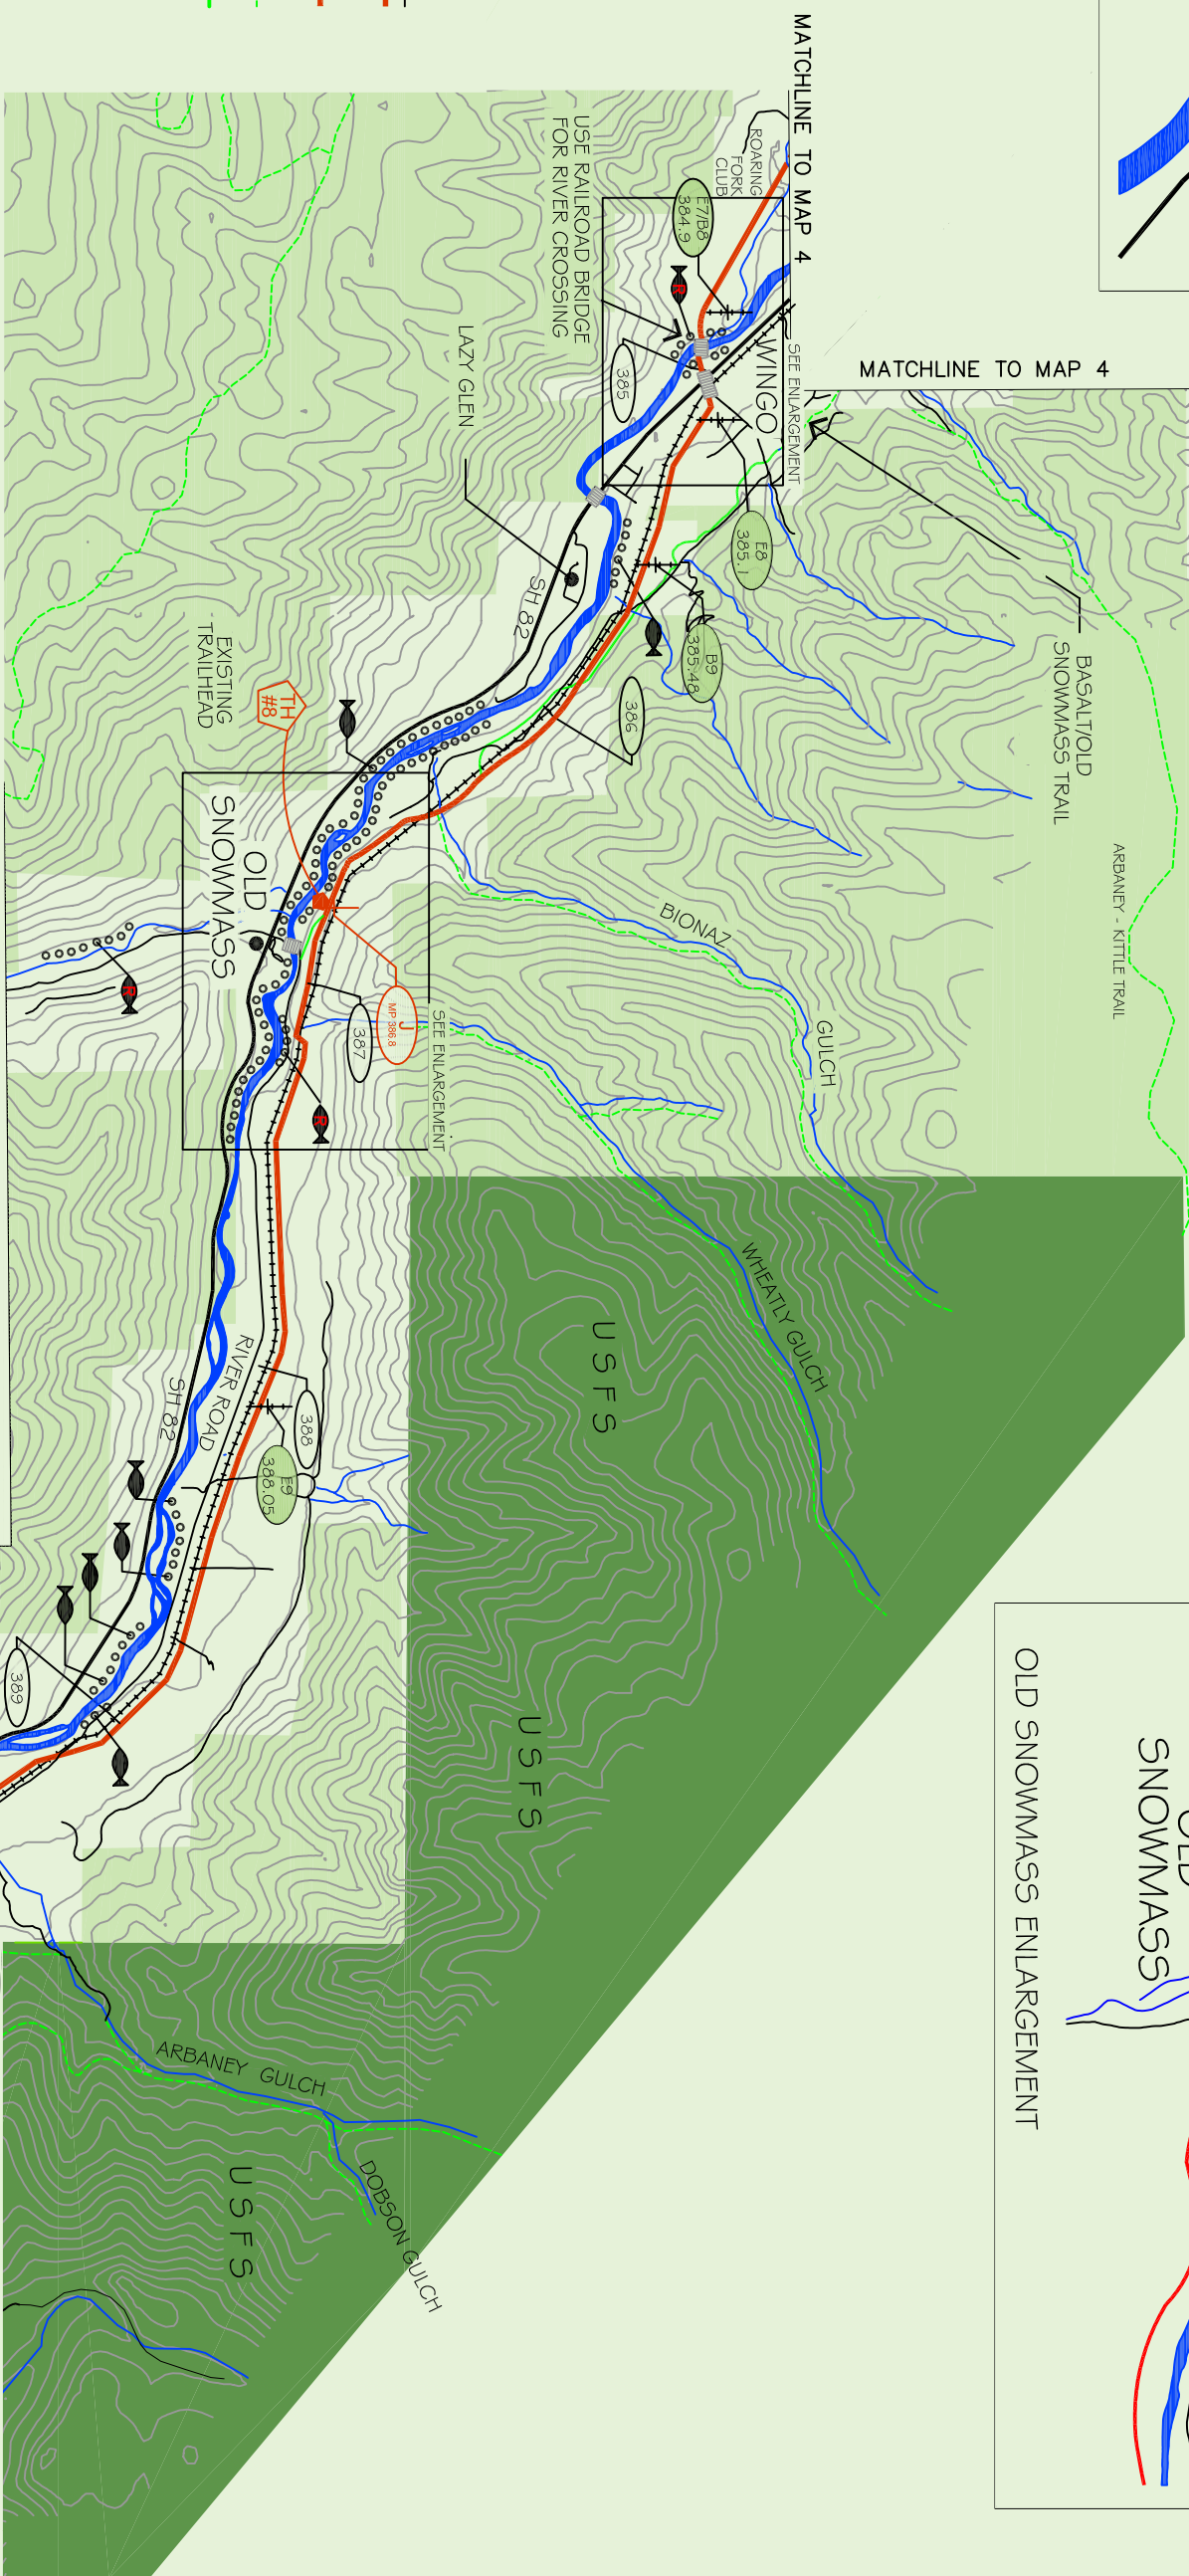 MATCHLINE TO MAP 4
MATCHLINE TO MAP 4
ROARING
FORK
CLUB
E7/B8
384.9
USE RAILROAD BRIDGE
FOR RIVER CROSSING
R
WINGO
SEE ENLARGEMENT
385
LAZY GLEN
E8
385.1
B9
385.48
SH 82
386
BASALT/OLD
SNOWMASS TRAIL
ARBANEY - KITTLE TRAIL
EXISTING
TRAILHEAD
TH
#8
OLD
SNOWMASS
R
J
MP 386.8
387
SEE ENLARGEMENT
R
BIONAZ
GULCH
WHEATLY GULCH
USFS
RIVER ROAD
SH 82
388
E9
388.05
389
USFS
ARBANEY GULCH
DOBSON GULCH
USFS
OLD SNOWMASS ENLARGEMENT
OLD
SNOWMASS